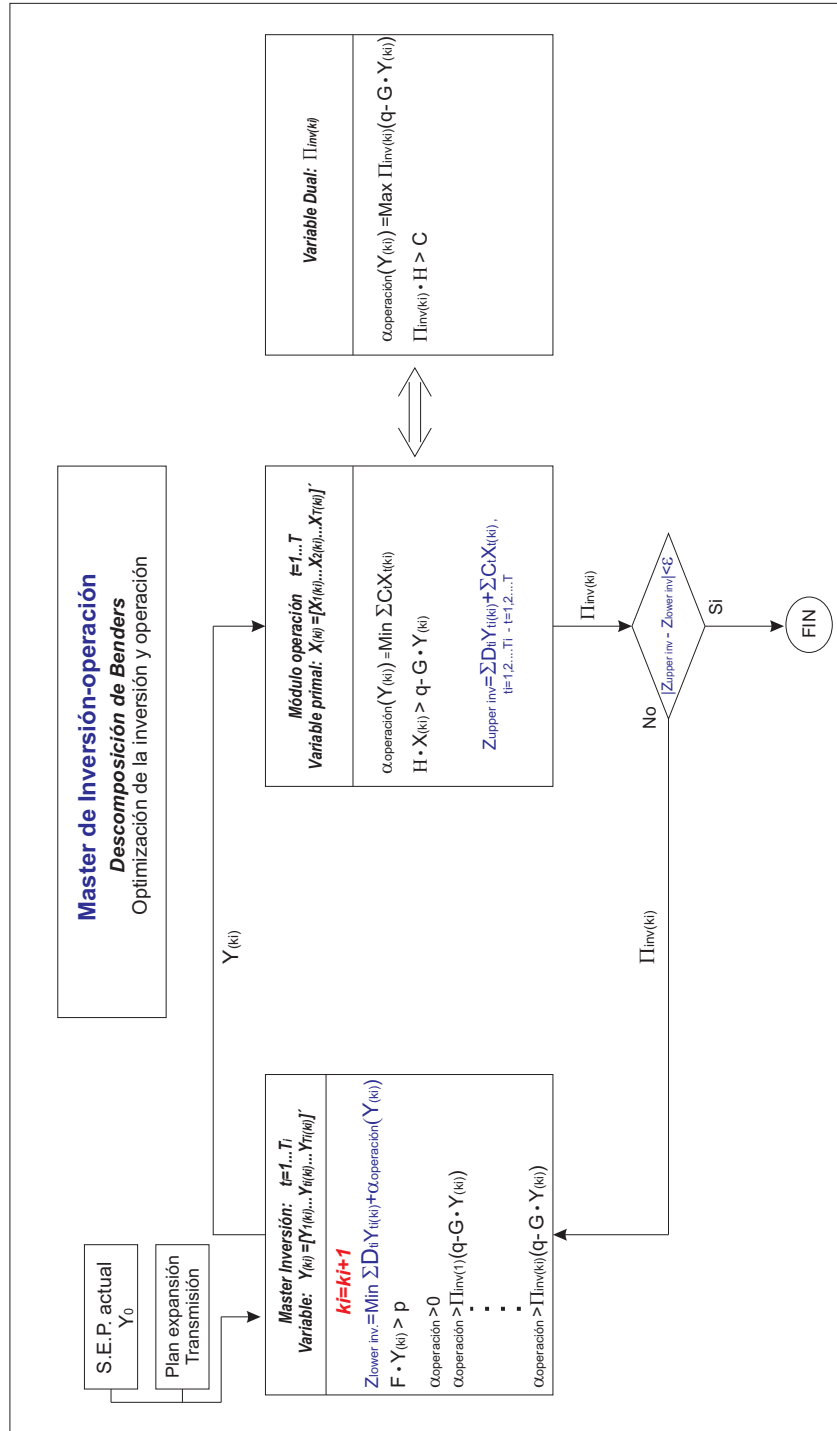 Master de Inversión-operación
Descomposición de Benders
Optimización de la inversión y operación
S.E.P. actual
Y0
Plan expansión
Transmisión
Y(ki)
Master Inversión: ti=1...Ti
Variable: Y(ki) =[Y1(ki)...Yti(ki)...YTi(ki)]´
ki=ki+1
Zlower inv.=Min ΣDtiYti(ki)+αoperación(Y(ki))
F・Y(ki) > p
αoperación >0
αoperación >Πinv(1)(q-G・Y(ki))
. . . . .
αoperación >Πinv(ki)(q- G・Y(ki))
Módulo operación t=1...T
Variable primal: X(ki) =[X1(ki)...X2(ki)...XT(ki)]´
αoperación(Y(ki)) =Min ΣCtXt(ki)
H・X(ki) > q- G・Y(ki)
Zupper inv=ΣDtiYti(ki)+ΣCtXt(ki) ,
ti=1,2....Ti - t=1,2....T
Variable Dual: Πinv(ki)
αoperación(Y(ki)) =Max Πinv(ki)(q- G・Y(ki))
Πinv(ki)・H > C
Πinv(ki)
|Zupper inv - Zlower inv|<ε
No
Si
Πinv(ki)
FIN